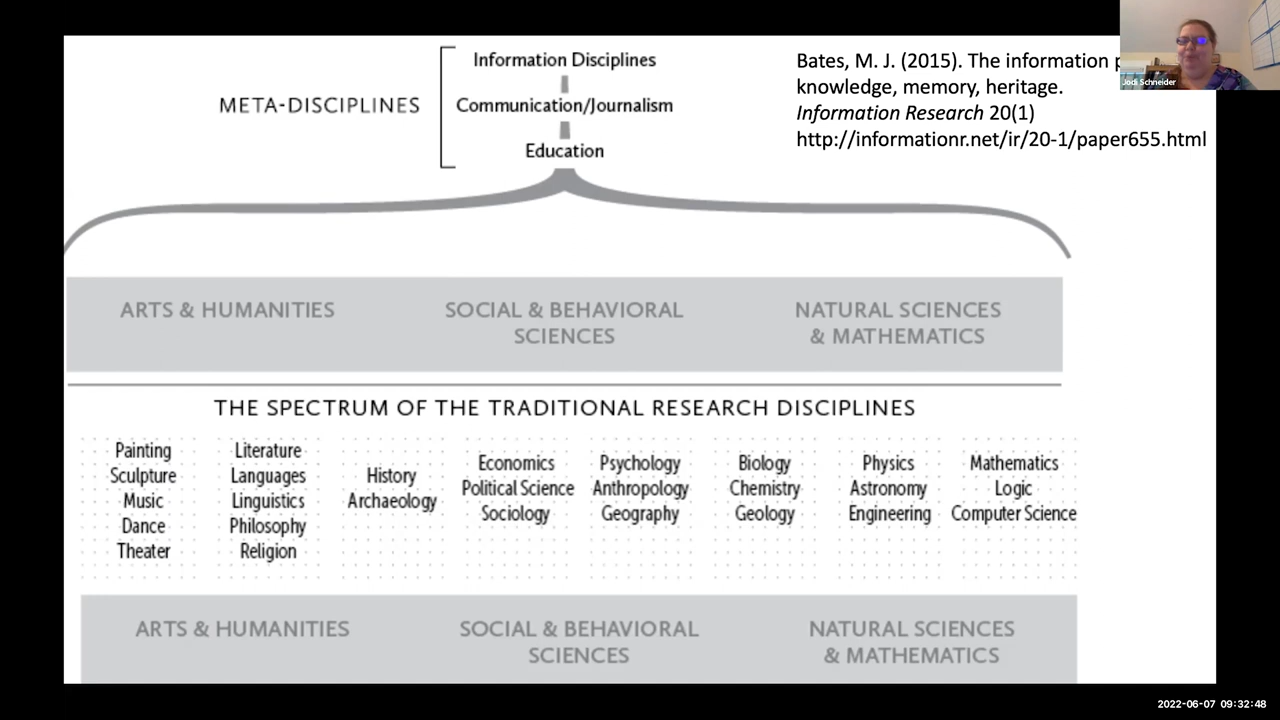 Information Disciplines
META-DISCIPLINES
Communication/Journalism
Education
Bates, M. J. (2015). The information
knowledge, memory, heritage.
Information Research 20(1)
http://informationr.net/ir/20-1/paper655.html
Jodi Schneider
ARTS & HUMANITIES
SOCIAL & BEHAVIORAL
SCIENCES
NATURAL SCIENCES
& MATHEMATICS
THE SPECTRUM OF THE TRADITIONAL RESEARCH DISCIPLINES
Painting
Sculpture
Music
Dance
Theater
Literature
Languages
Linguistics
Philosophy
Religion
History
Archaeology
Economics
Political Science
Sociology
Psychology
Anthropology
Geography
Biology
Chemistry
Geology
Physics
Astronomy
Engineering
Mathematics
Logic
Computer Science
ARTS & HUMANITIES
SOCIAL & BEHAVIORAL
SCIENCES
NATURAL SCIENCES
& MATHEMATICS
2022-06-07 09:32:48